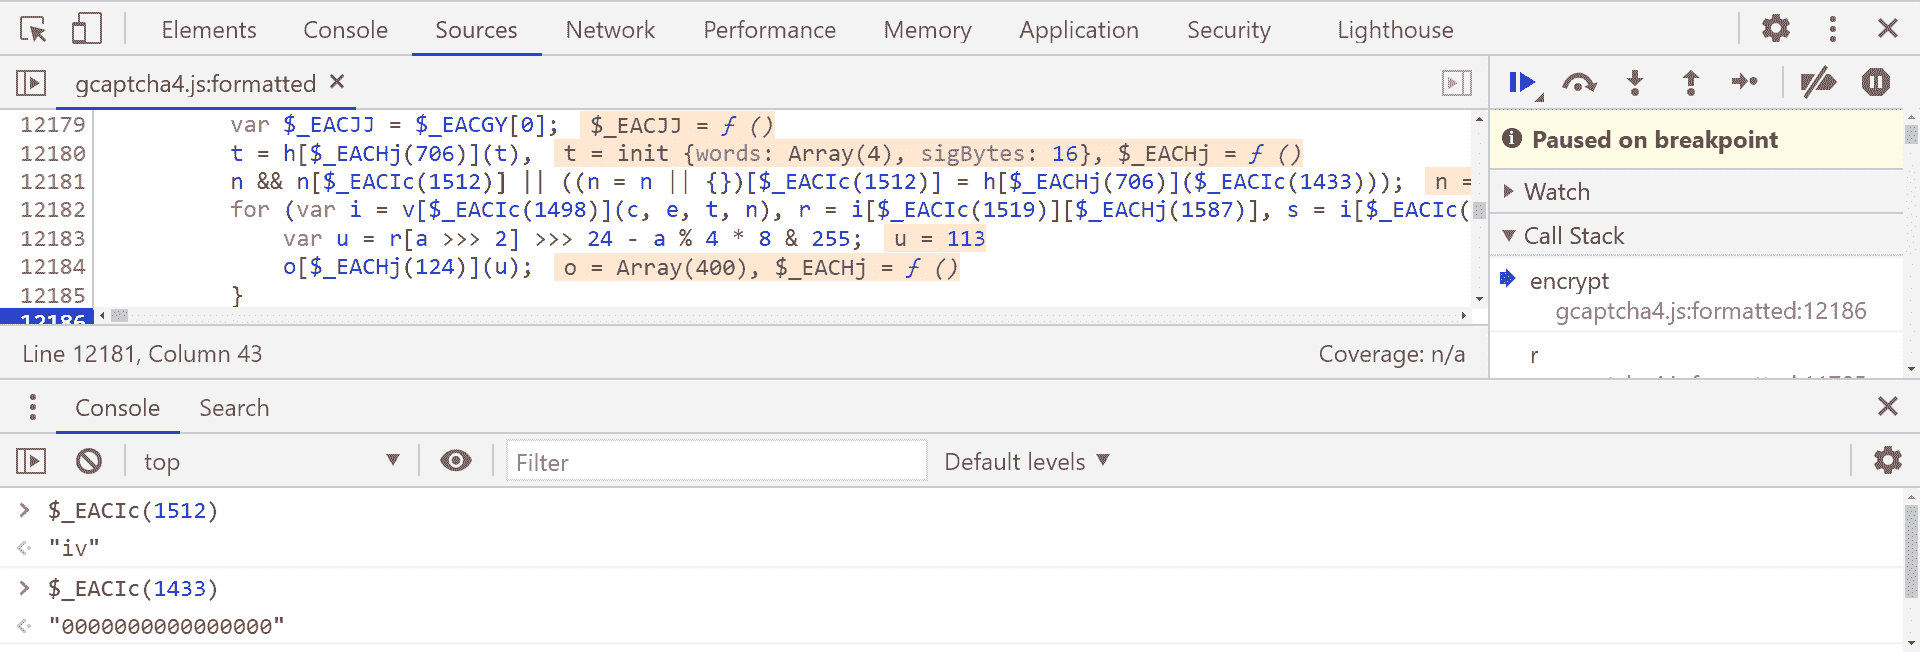 Elements Console Sources Network Performance Memory Application Security Lighthouse
gcaptcha4.js:formatted
12179 var $_EACJJ = $_EACGY[0]; $_EACJJ = ƒ ()
12180 t = h[$_EACHj(706)](t), t = init {words: Array(4), sigBytes: 16}, $_EACHj = ƒ ()
12181 n && n[$_EACIc(1512)] || ((n = n || {})[$_EACIc(1512)] = h[$_EACHj(706)]($_EACIc(1433))); n =
12182 for (var i = v[$_EACIc(1498)](c, e, t, n), r = i[$_EACIc(1519)][$_EACHj(1587)], s = i[$_EACIc(
12183 var u = r[a >>> 2] >>> 24 - a % 4 * 8 & 255; u = 113
12184 o[$_EACHj(124)](u); o = Array(400), $_EACHj = ƒ ()
12185 }
12186
Line 12181, Column 43 Coverage: n/a
Paused on breakpoint
Watch
Call Stack
encrypt
gcaptcha4.js:formatted:12186
r
Console Search
top Filter Default levels
$_EACIc(1512)
"iv"
$_EACIc(1433)
"0000000000000000"